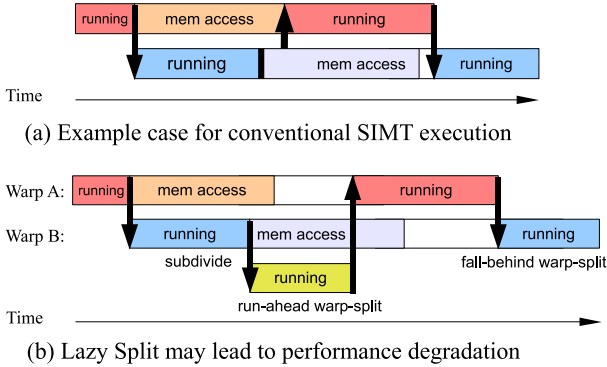 running mem access running
running mem access running
Time
(a) Example case for conventional SIMT execution
Warp A: running mem access running
Warp B: running mem access running
subdivide running fall-behind warp-split
run-ahead warp-split
Time
(b) Lazy Split may lead to performance degradation